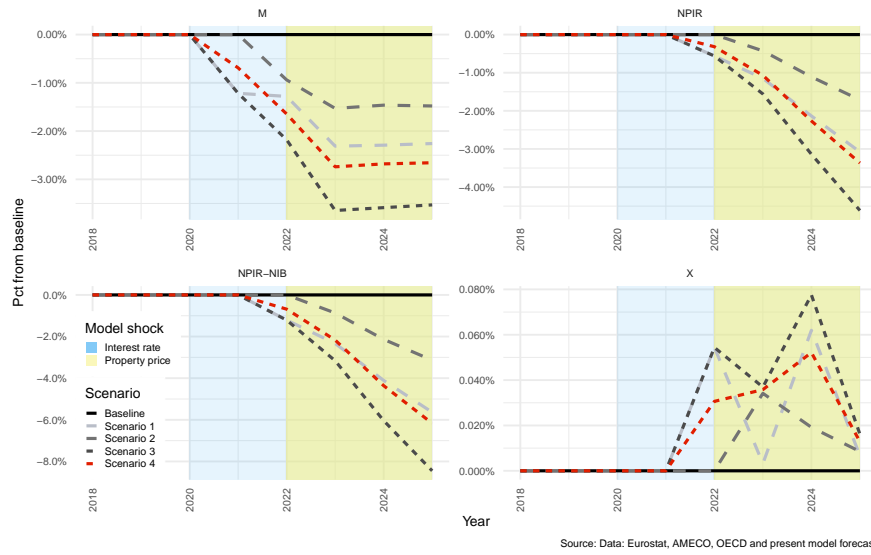 M
NPIR
0.00%
−1.00%
−2.00%
−3.00%
0.00%
−1.00%
−2.00%
−3.00%
−4.00%
2018
2020
2022
2024
2018
2020
2022
2024
Pct from baseline
NPIR−NIB
X
0.0%
−2.0%
−4.0%
−6.0%
−8.0%
0.080%
0.060%
0.040%
0.020%
0.000%
Model shock
Interest rate
Property price
Scenario
Baseline
Scenario 1
Scenario 2
Scenario 3
Scenario 4
2018
2020
2022
2024
2018
2020
2022
2024
Year
Source: Data: Eurostat, AMECO, OECD and present model forecas